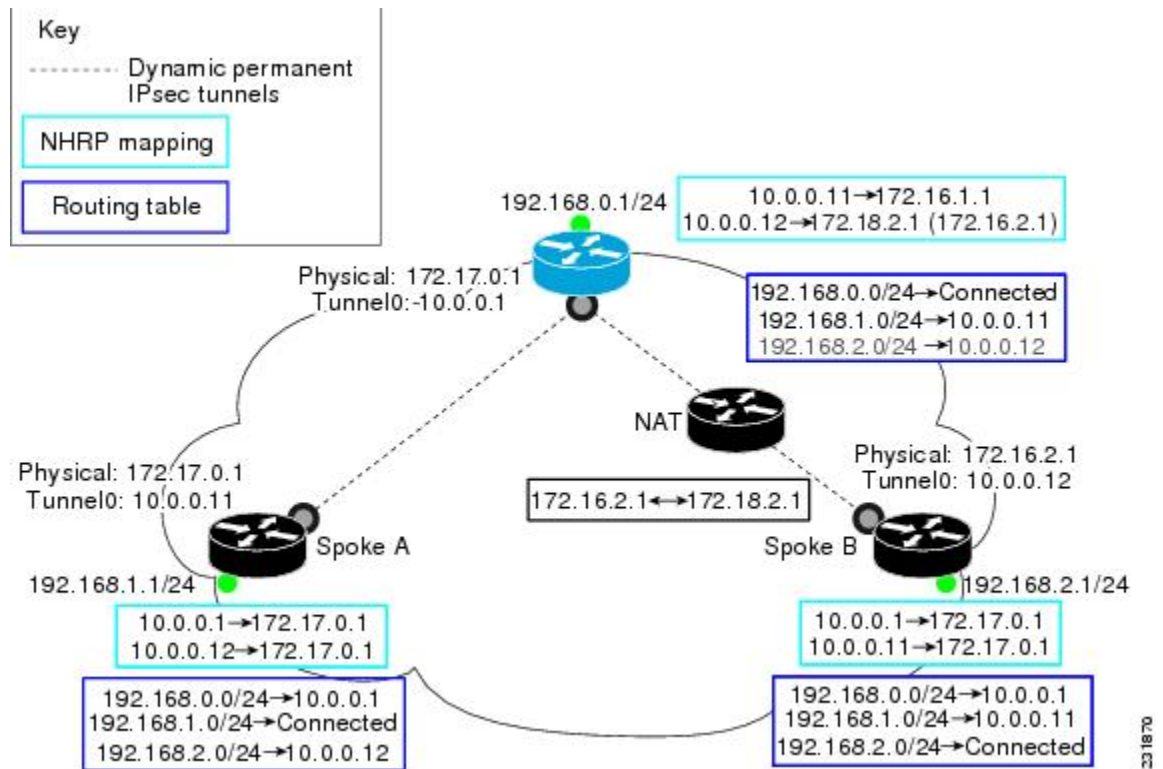 Key
Dynamic permanent
IPsec tunnels
NHRP mapping
Routing table
192.168.0.1/24
10.0.0.11→172.16.1.1
10.0.0.12→172.18.2.1 (172.16.2.1)
Physical: 172.17.0.1
Tunnel0:-10.0.0.1
192.168.0.0/24→Connected
192.168.1.0/24→10.0.0.11
192.168.2.0/24→10.0.0.12
NAT
Physical: 172.17.0.1
Tunnel0: 10.0.0.11
Physical: 172.16.2.1
Tunnel0: 10.0.0.12
172.16.2.1↔172.18.2.1
Spoke A
Spoke B
192.168.1.1/24
192.168.2.1/24
10.0.0.1→172.17.0.1
10.0.0.12→172.17.0.1
10.0.0.1→172.17.0.1
10.0.0.11→172.17.0.1
192.168.0.0/24→10.0.0.1
192.168.1.0/24→Connected
192.168.2.0/24→10.0.0.12
192.168.0.0/24→10.0.0.1
192.168.1.0/24→10.0.0.11
192.168.2.0/24→Connected
231870